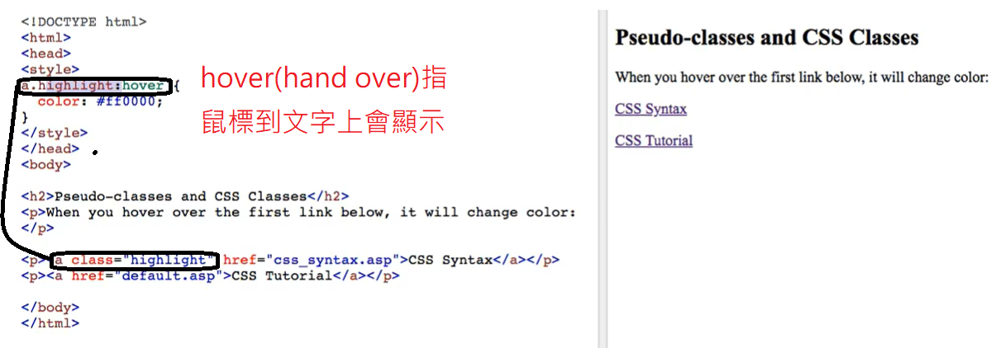 <!DOCTYPE html>
<html>
<head>
<style>
a.highlight:hover {
  color: #ff0000;
}
</style>
</head>
<body>
hover(hand over)指
鼠標到文字上會顯示
<h2>Pseudo-classes and CSS Classes</h2>
<p>When you hover over the first link below, it will change color:
</p>
<p><a class="highlight" href="css_syntax.asp">CSS Syntax</a></p>
<p><a href="default.asp">CSS Tutorial</a></p>
</body>
</html>
Pseudo-classes and CSS Classes
When you hover over the first link below, it will change color:
CSS Syntax
CSS Tutorial